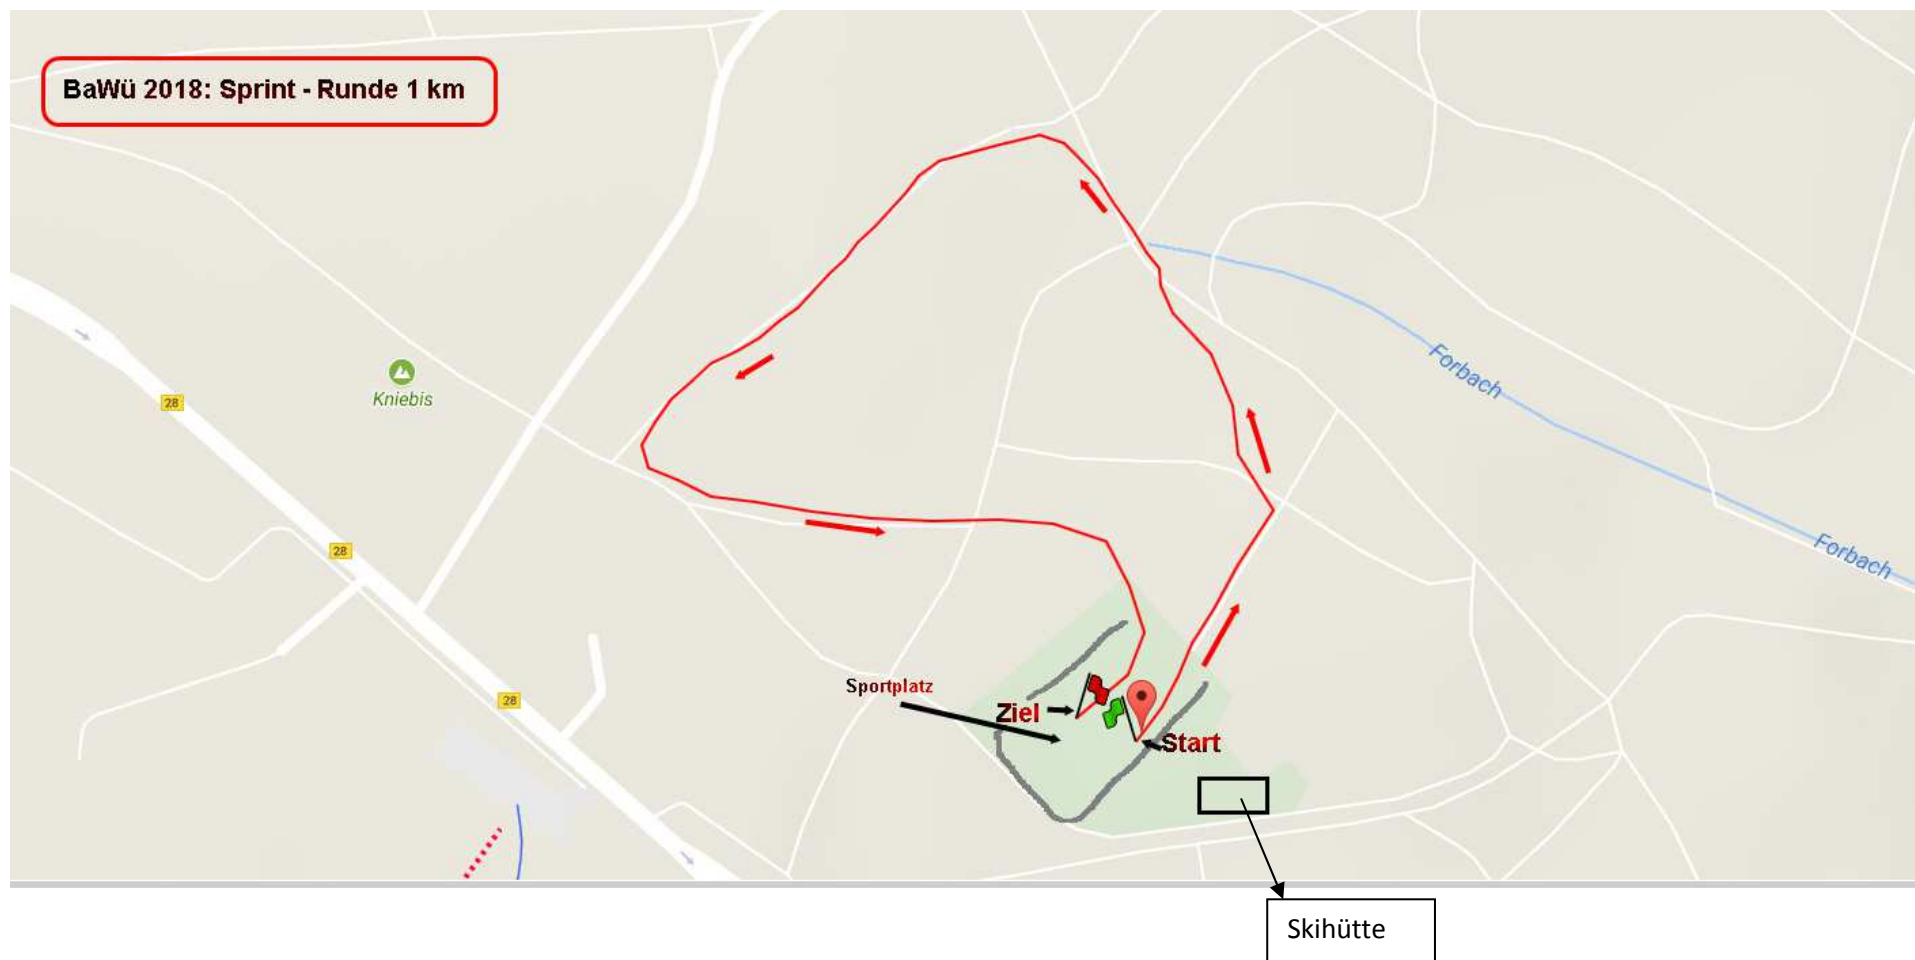 BaWü 2018: Sprint - Runde 1 km
Forbach
Kniebis
28
28
Forbach
Sportplatz
28
Ziel
Start
Skihütte